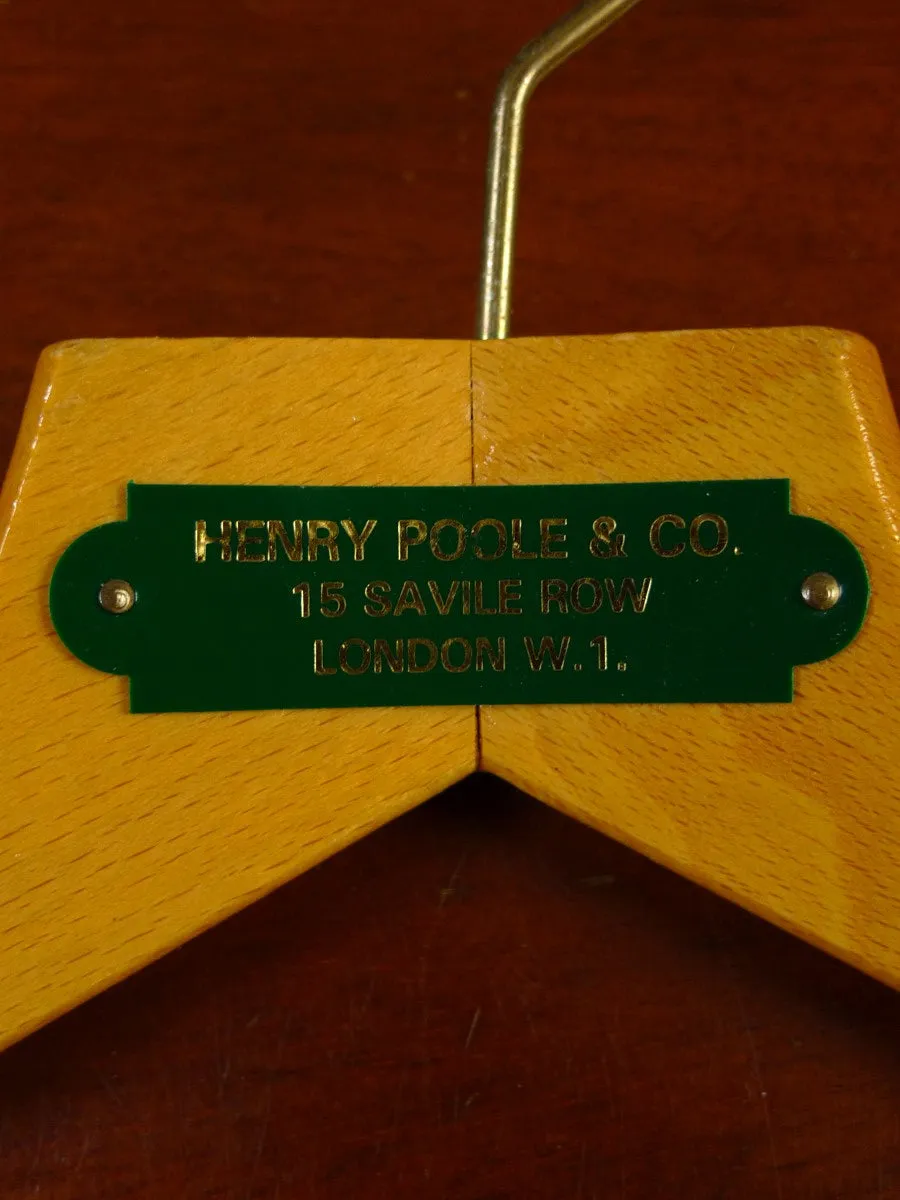 HENRY POOLE & CO.
15 SAVILE ROW
LONDON W.1.